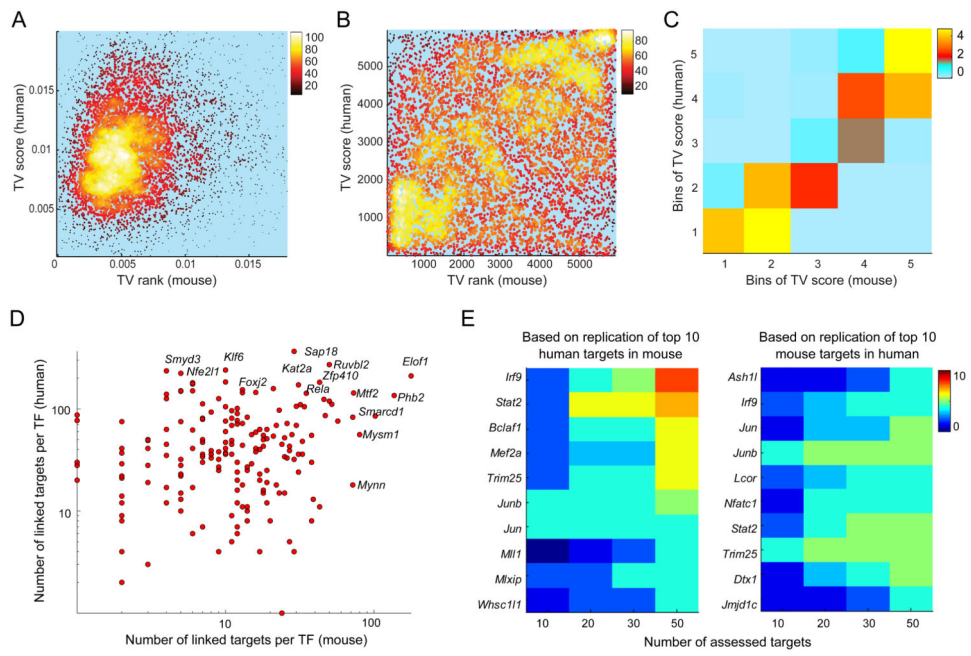 A
TV score (human)
0.015
0.010
0.005
0
0.005
0.010
0.015
TV rank (mouse)
100
80
60
40
20
B
TV score (human)
5000
4000
3000
2000
1000
1000
2000
3000
4000
5000
TV rank (mouse)
80
60
40
20
C
Bins of TV score (human)
5
4
3
2
1
1
2
3
4
5
Bins of TV score (mouse)
4
2
0
D
Number of linked targets per TF (human)
100
10
10
100
Number of linked targets per TF (mouse)
Smyd3
Klf6
Sap18
Nfe2l1
Kat2a
Ruvbl2
Elof1
Foxj2
Zfp410
Rela
Mtf2
Phb2
Smarcd1
Mysm1
Mynn
E
Based on replication of top 10
human targets in mouse
Irf9
Stat2
Bclaf1
Mef2a
Trim25
Junb
Jun
Mll1
Mlxip
Whsc1l1
10
20
30
50
Based on replication of top 10
mouse targets in human
Ash1l
Irf9
Jun
Junb
Lcor
Nfatc1
Stat2
Trim25
Dtx1
Jmjd1c
10
20
30
50
10
5
0
Number of assessed targets